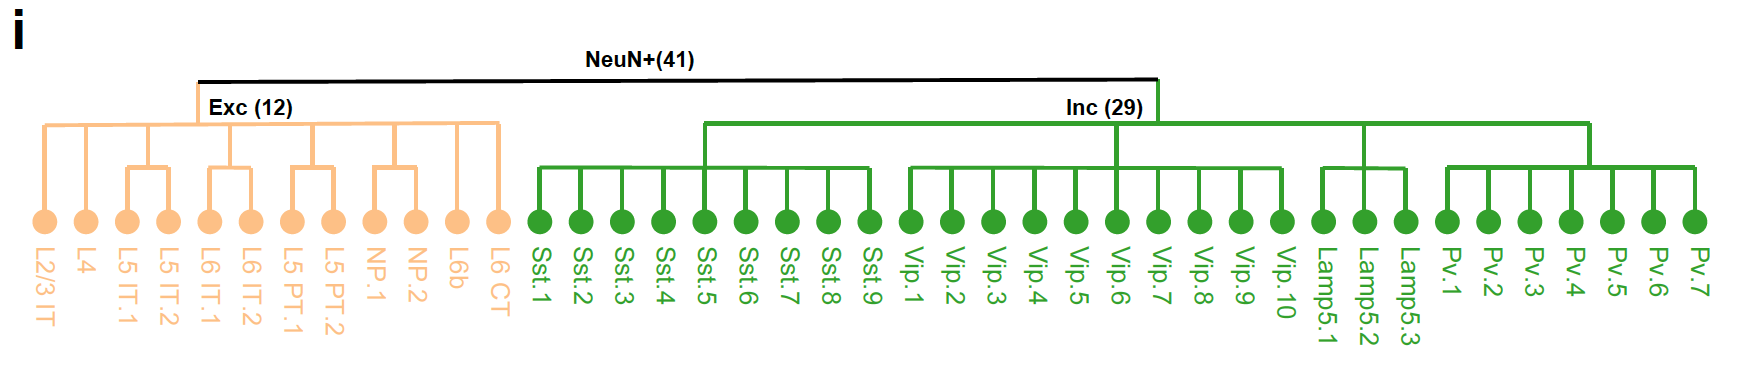 i
NeuN+(41)
Exc (12)
Inc (29)
L2/3 IT
L4
L5 IT.1
L5 IT.2
L6 IT.1
L6 IT.2
L5 PT.1
L5 PT.2
NP.1
NP.2
L6b
L6 CT
Sst.1
Sst.2
Sst.3
Sst.4
Sst.5
Sst.6
Sst.7
Sst.8
Sst.9
Vip.1
Vip.2
Vip.3
Vip.4
Vip.5
Vip.6
Vip.7
Vip.8
Vip.9
Vip.10
Lamp5.1
Lamp5.2
Lamp5.3
Pv.1
Pv.2
Pv.3
Pv.4
Pv.5
Pv.6
Pv.7